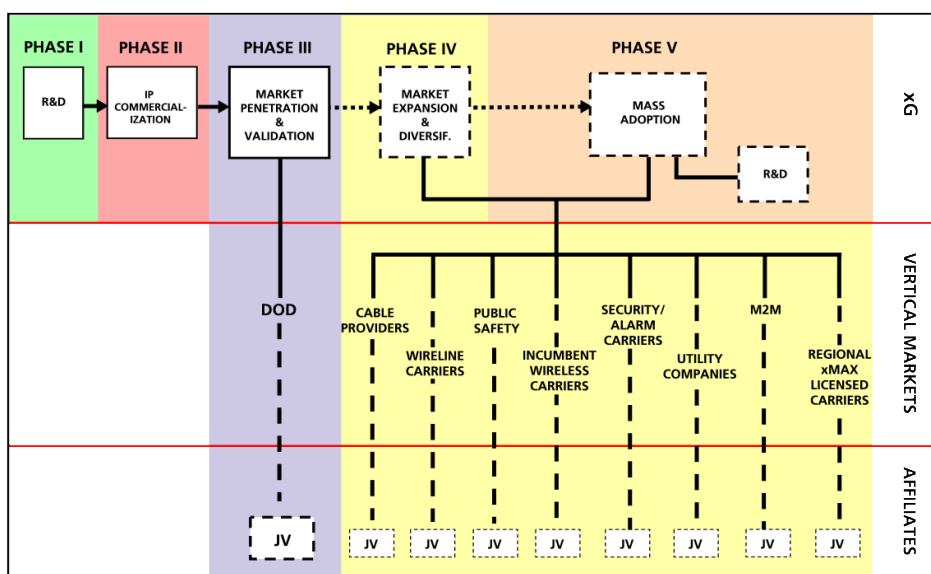 PHASE I
PHASE II
PHASE III
PHASE IV
PHASE V
R&D
IP
COMMERCIAL-
IZATION
MARKET
PENETRATION
&
VALIDATION
MARKET
EXPANSION
&
DIVERSIF.
MASS
ADOPTION
R&D
xG
DOD
CABLE
PROVIDERS
WIRELINE
CARRIERS
PUBLIC
SAFETY
INCUMBENT
WIRELESS
CARRIERS
SECURITY/
ALARM
CARRIERS
UTILITY
COMPANIES
M2M
REGIONAL
xMAX
LICENSED
CARRIERS
VERTICAL MARKETS
JV
JV
JV
JV
JV
JV
JV
JV
JV
AFFILIATES